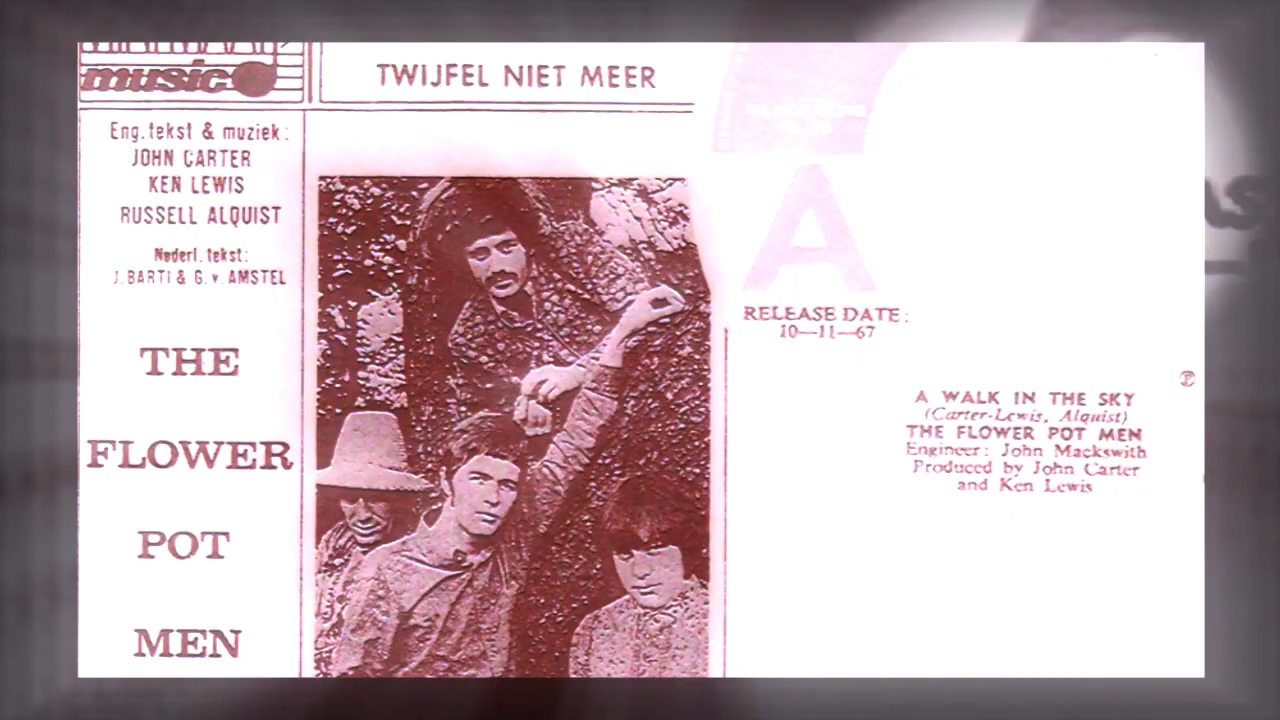 music
TWIJFEL NIET MEER
Eng. tekst & muziek:
JOHN CARTER
KEN LEWIS
RUSSELL ALQUIST
Nederl. tekst:
J. BARTI & G. v. AMSTEL
THE
FLOWER
POT
MEN
A
RELEASE DATE:
10—11—67
℗
A WALK IN THE SKY
(Carter-Lewis, Alquist)
THE FLOWER POT MEN
Engineer: John Mackswith
Produced by John Carter
and Ken Lewis